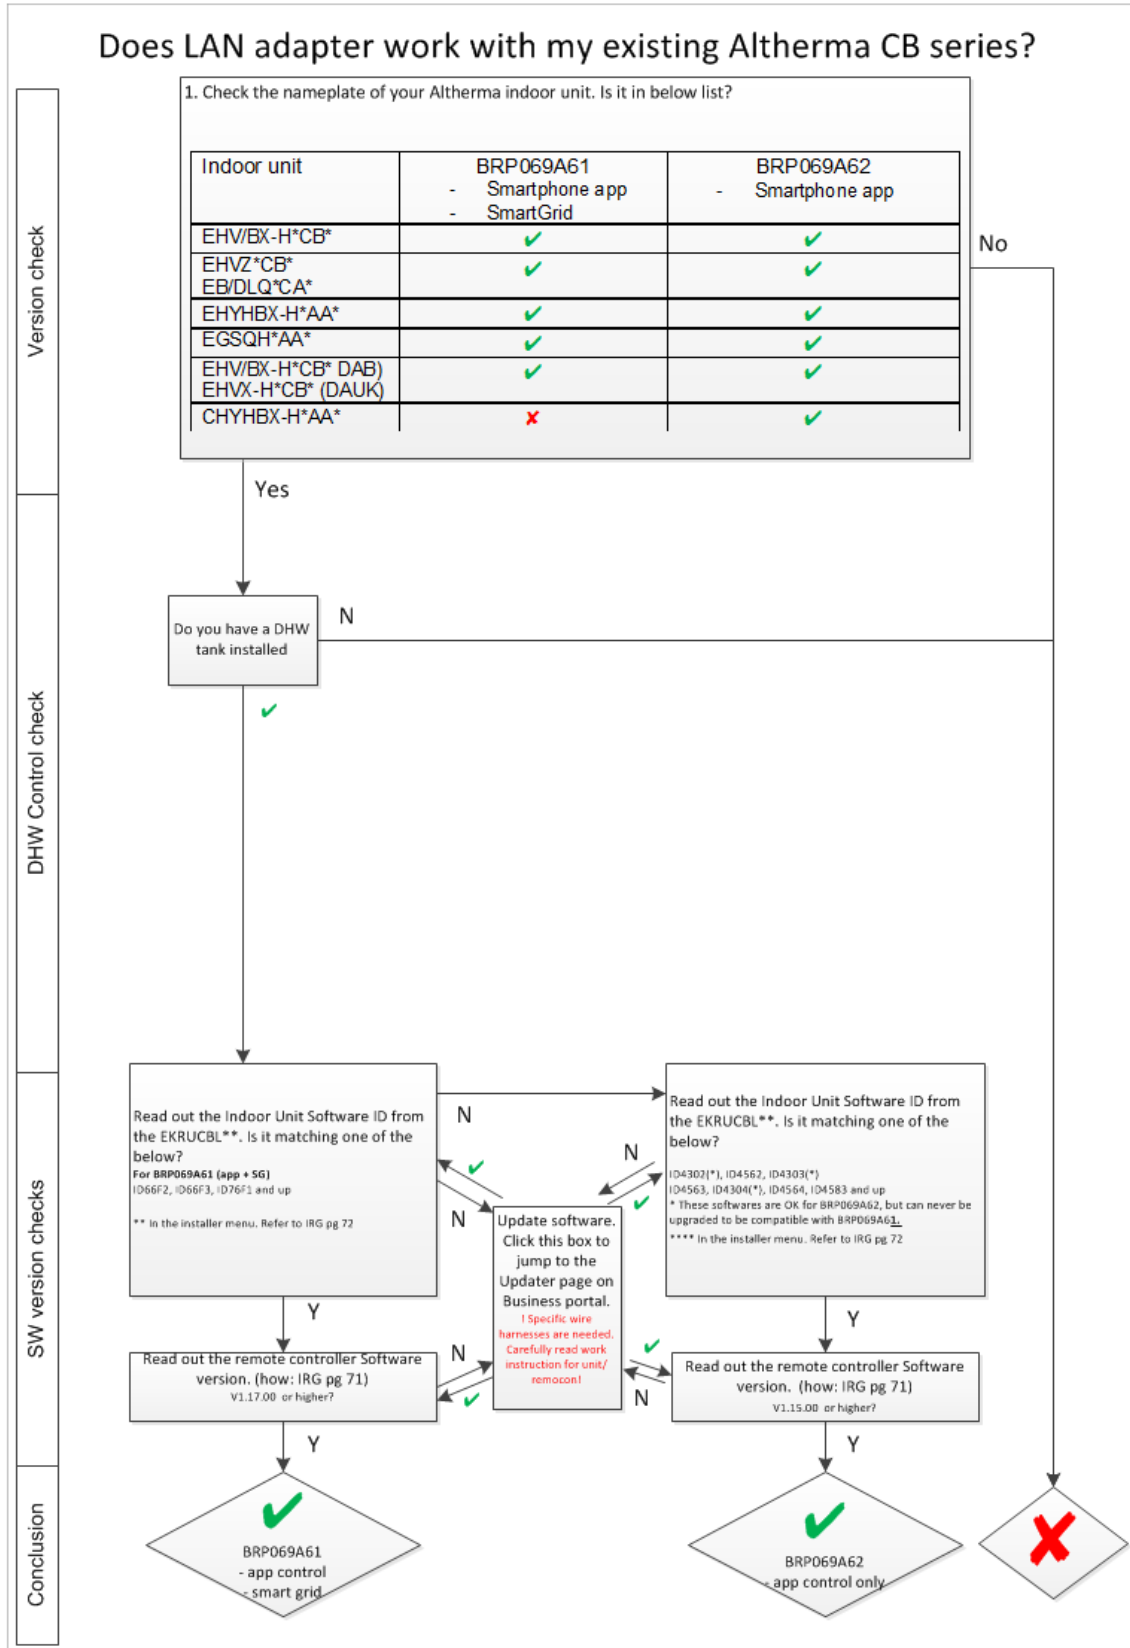 Does LAN adapter work with my existing Altherma CB series?
Version check
1. Check the nameplate of your Altherma indoor unit. Is it in below list?
Indoor unit
BRP069A61
- Smartphone app
- SmartGrid
BRP069A62
- Smartphone app
EHV/BX-H*CB*
EHVZ*CB*
EB/DLQ*CA*
EHYHBX-H*AA*
EGSQH*AA*
EHV/BX-H*CB* DAB)
EHVX-H*CB* (DAUK)
CHYHBX-H*AA*
No
Yes
DHW Control check
Do you have a DHW
tank installed
N
SW version checks
Read out the Indoor Unit Software ID from
the EKRUCBL**. Is it matching one of the
below?
For BRP069A61 (app + SG)
ID66F2, ID66F3, ID76F1 and up
** In the installer menu. Refer to IRG pg 72
N
N
Y
Read out the Indoor Unit Software ID from
the EKRUCBL**. Is it matching one of the
below?
ID4302(*), ID4562, ID4303(*)
ID4563, ID4304(*), ID4564, ID4583 and up
* These softwares are OK for BRP069A62, but can never be
upgraded to be compatible with BRP069A61.
**** In the installer menu. Refer to IRG pg 72
N
Y
Update software.
Click this box to
jump to the
Updater page on
Business portal.
! Specific wire
harnesses are needed.
Carefully read work
instruction for unit/
remocon!
Read out the remote controller Software
version. (how: IRG pg 71)
V1.17.00 or higher?
N
Y
Read out the remote controller Software
version. (how: IRG pg 71)
V1.15.00 or higher?
N
Y
Conclusion
BRP069A61
- app control
- smart grid
BRP069A62
- app control only